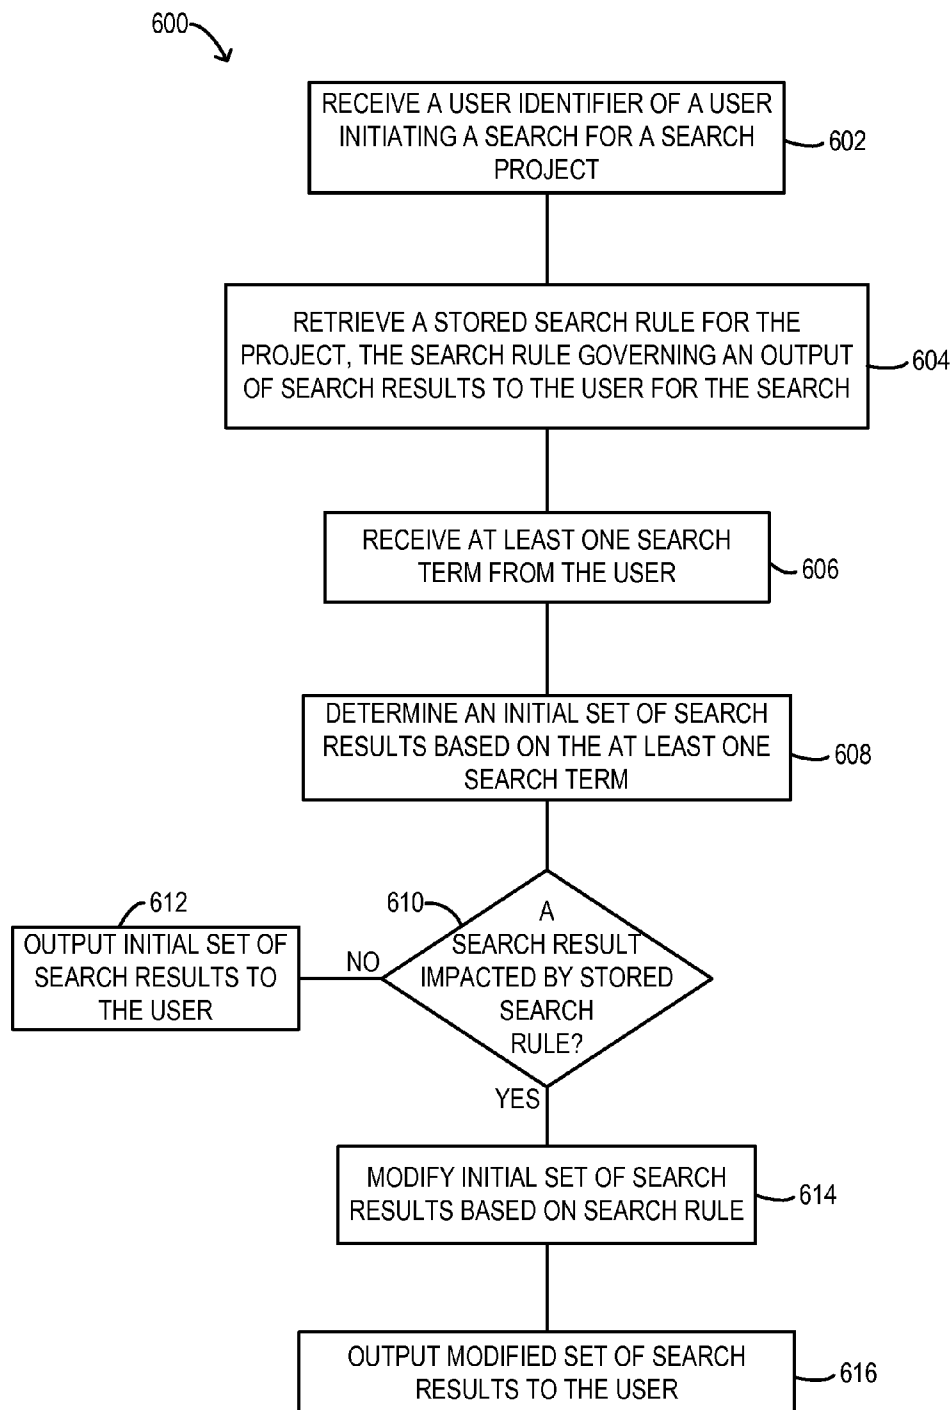 600
RECEIVE A USER IDENTIFIER OF A USER
INITIATING A SEARCH FOR A SEARCH
PROJECT
602
RETRIEVE A STORED SEARCH RULE FOR THE
PROJECT, THE SEARCH RULE GOVERNING AN OUTPUT
OF SEARCH RESULTS TO THE USER FOR THE SEARCH
604
RECEIVE AT LEAST ONE SEARCH
TERM FROM THE USER
606
DETERMINE AN INITIAL SET OF SEARCH
RESULTS BASED ON THE AT LEAST ONE
SEARCH TERM
608
610
A
SEARCH RESULT
IMPACTED BY STORED
SEARCH
RULE?
NO
612
OUTPUT INITIAL SET OF
SEARCH RESULTS TO
THE USER
YES
MODIFY INITIAL SET OF SEARCH
RESULTS BASED ON SEARCH RULE
614
OUTPUT MODIFIED SET OF SEARCH
RESULTS TO THE USER
616